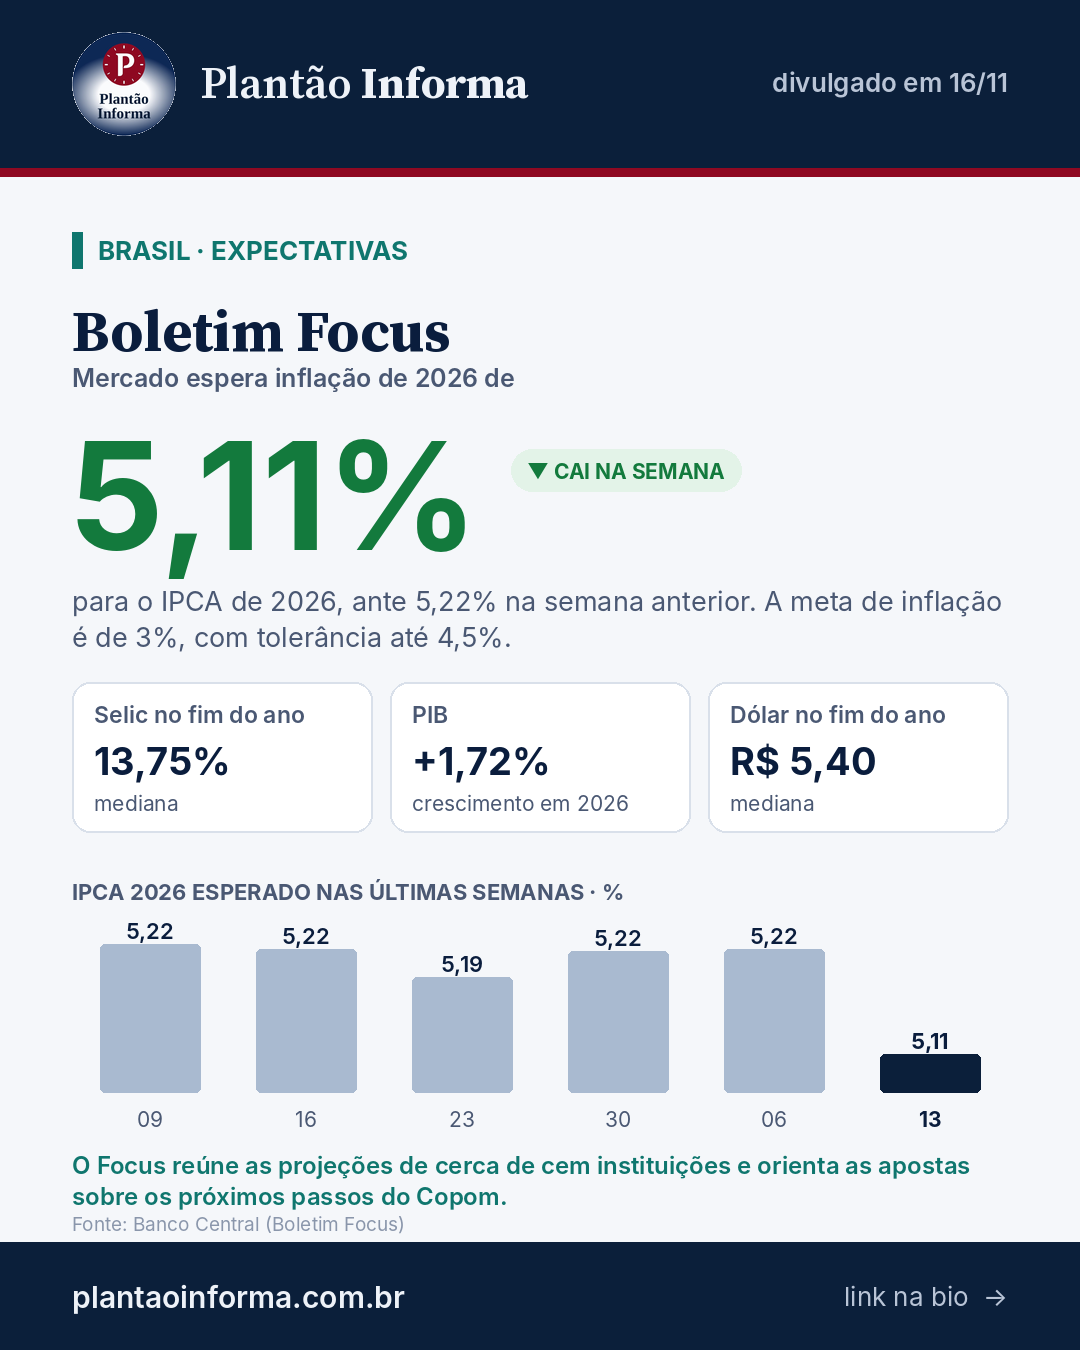 P
Plantão
Informa
Plantão Informa
divulgado em 16/11
BRASIL · EXPECTATIVAS
Boletim Focus
Mercado espera inflação de 2026 de
5,11%
▼ CAI NA SEMANA
para o IPCA de 2026, ante 5,22% na semana anterior. A meta de inflação
é de 3%, com tolerância até 4,5%.
Selic no fim do ano
13,75%
mediana
PIB
+1,72%
crescimento em 2026
Dólar no fim do ano
R$ 5,40
mediana
IPCA 2026 ESPERADO NAS ÚLTIMAS SEMANAS · %
5,22
5,22
5,19
5,22
5,22
5,11
09
16
23
30
06
13
O Focus reúne as projeções de cerca de cem instituições e orienta as apostas
sobre os próximos passos do Copom.
Fonte: Banco Central (Boletim Focus)
plantaoinforma.com.br
link na bio →